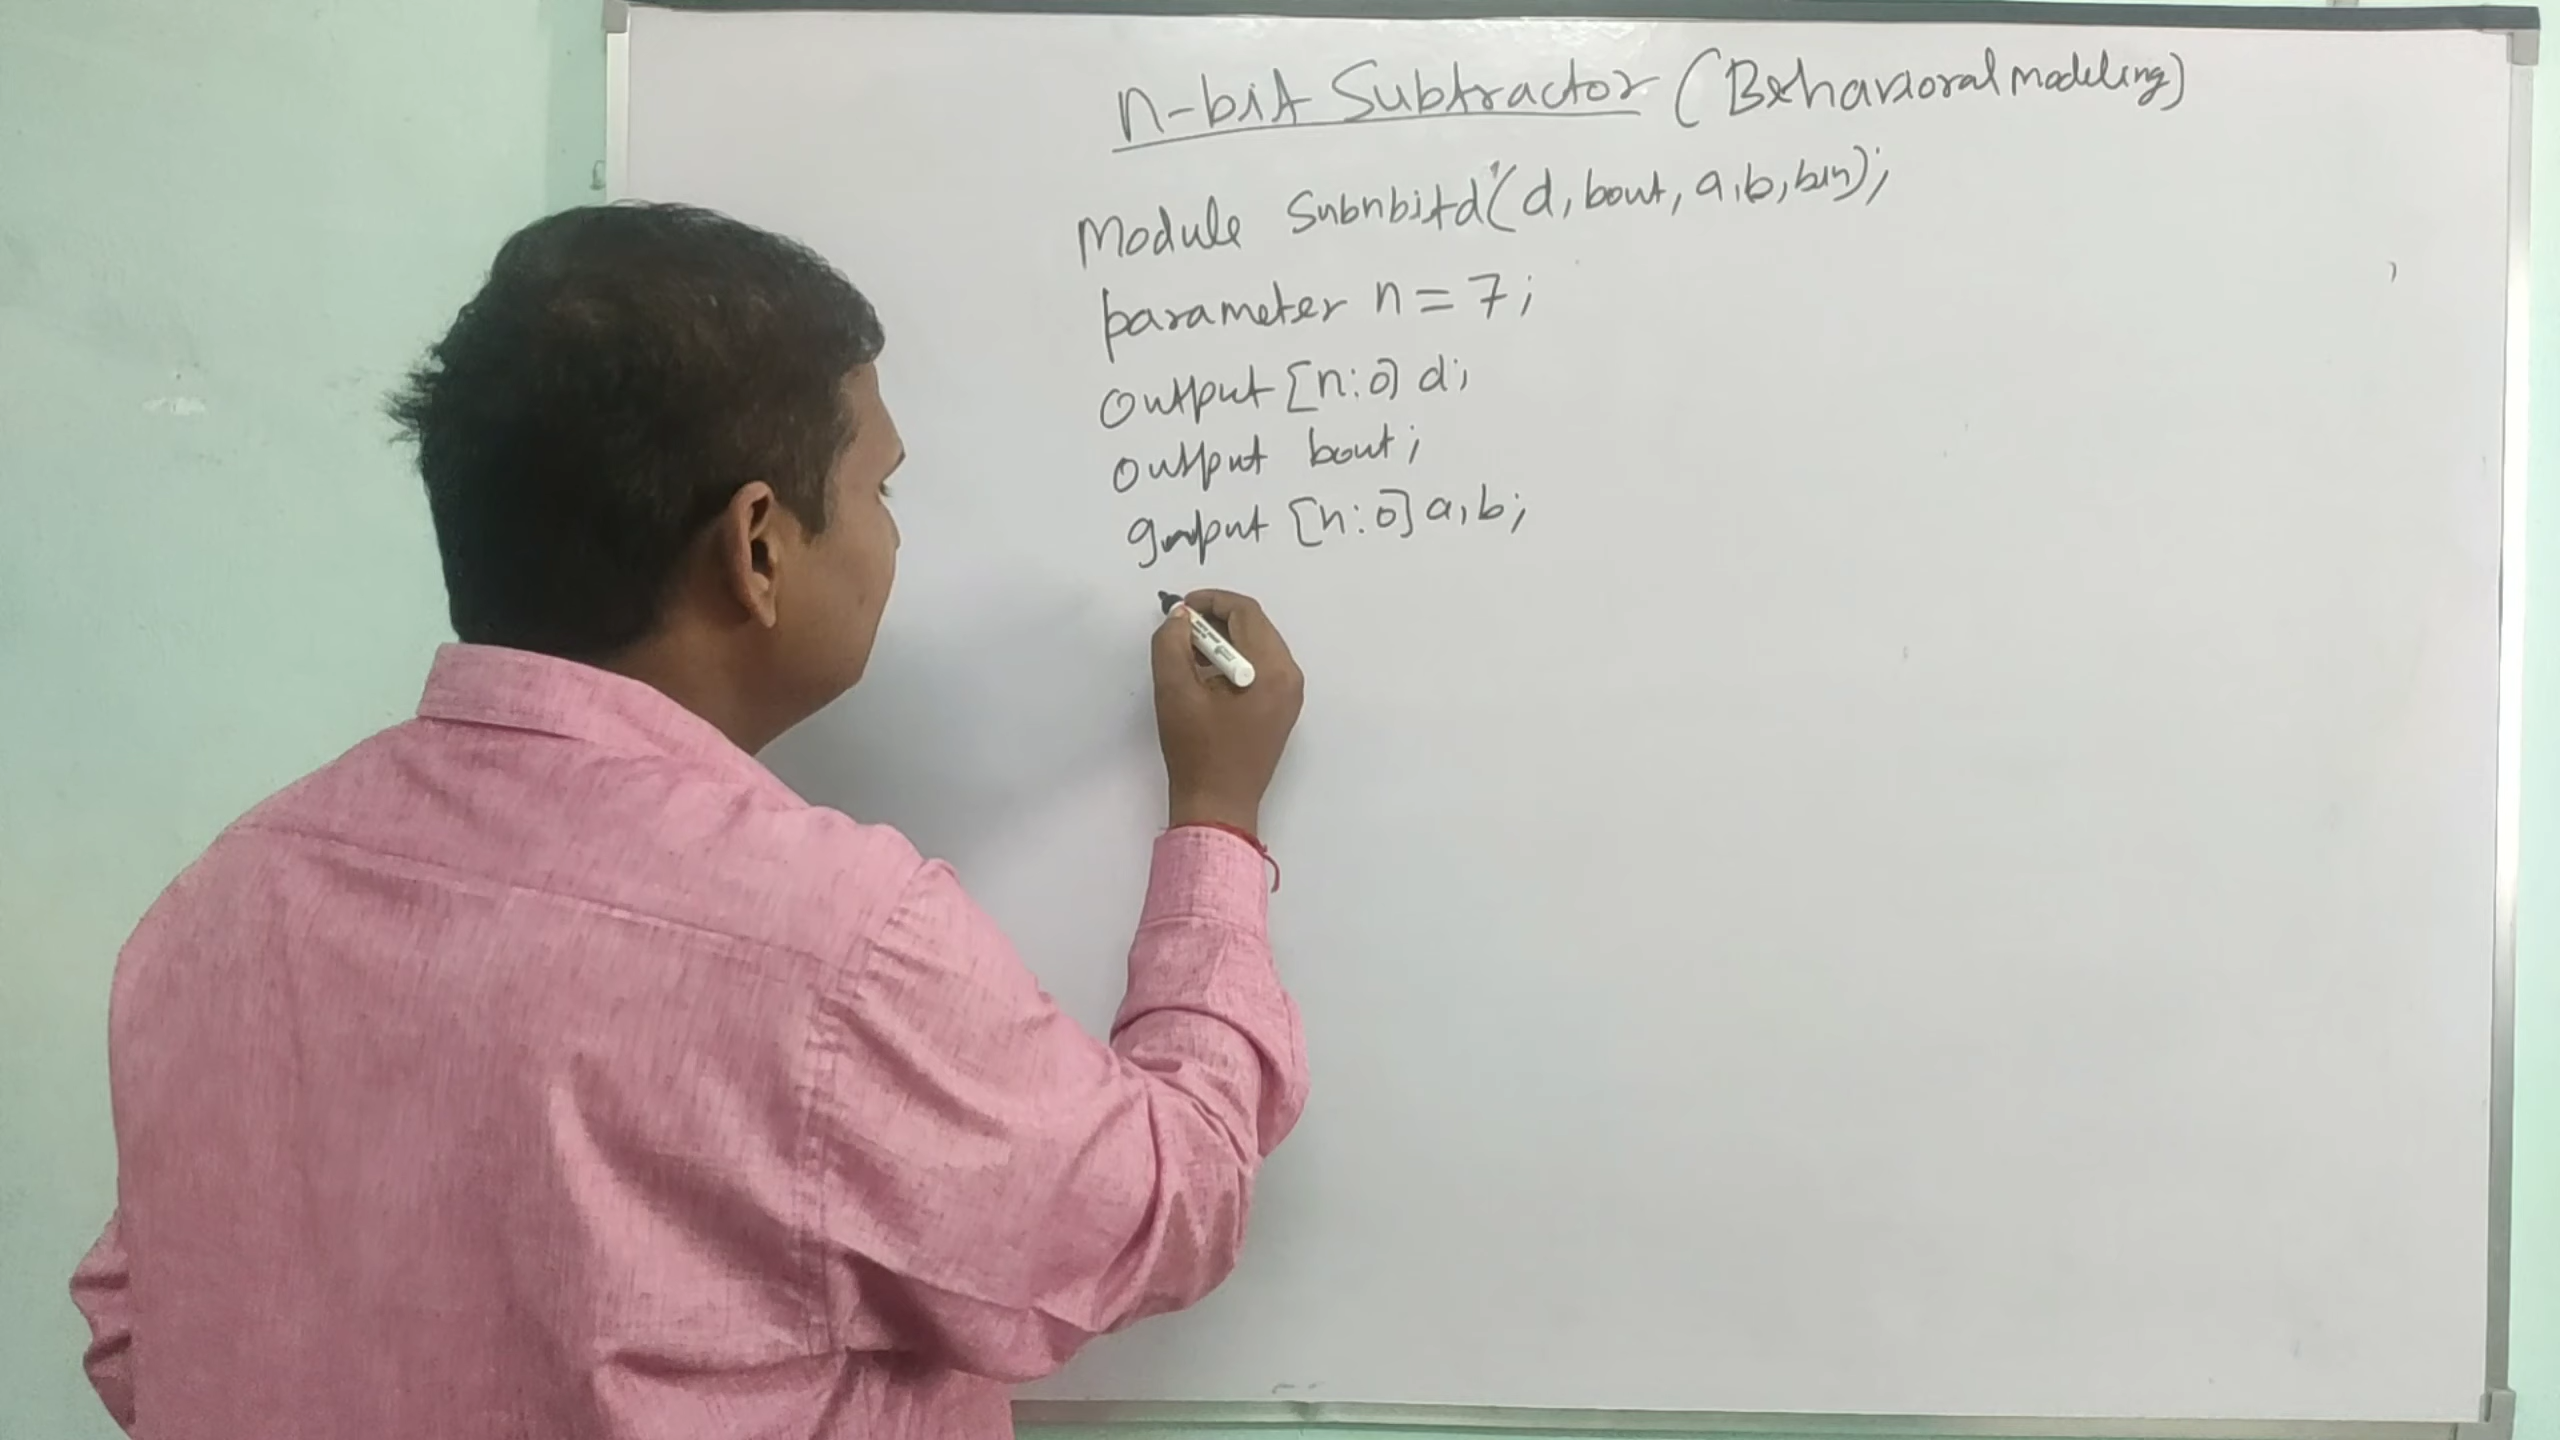 n-bit Subtractor (Behavioral modeling)
Module Subnbitd (d, bout, a, b, bin);
parameter n = 7;
Output [n:0] d;
output bout;
Input [n:0] a, b;